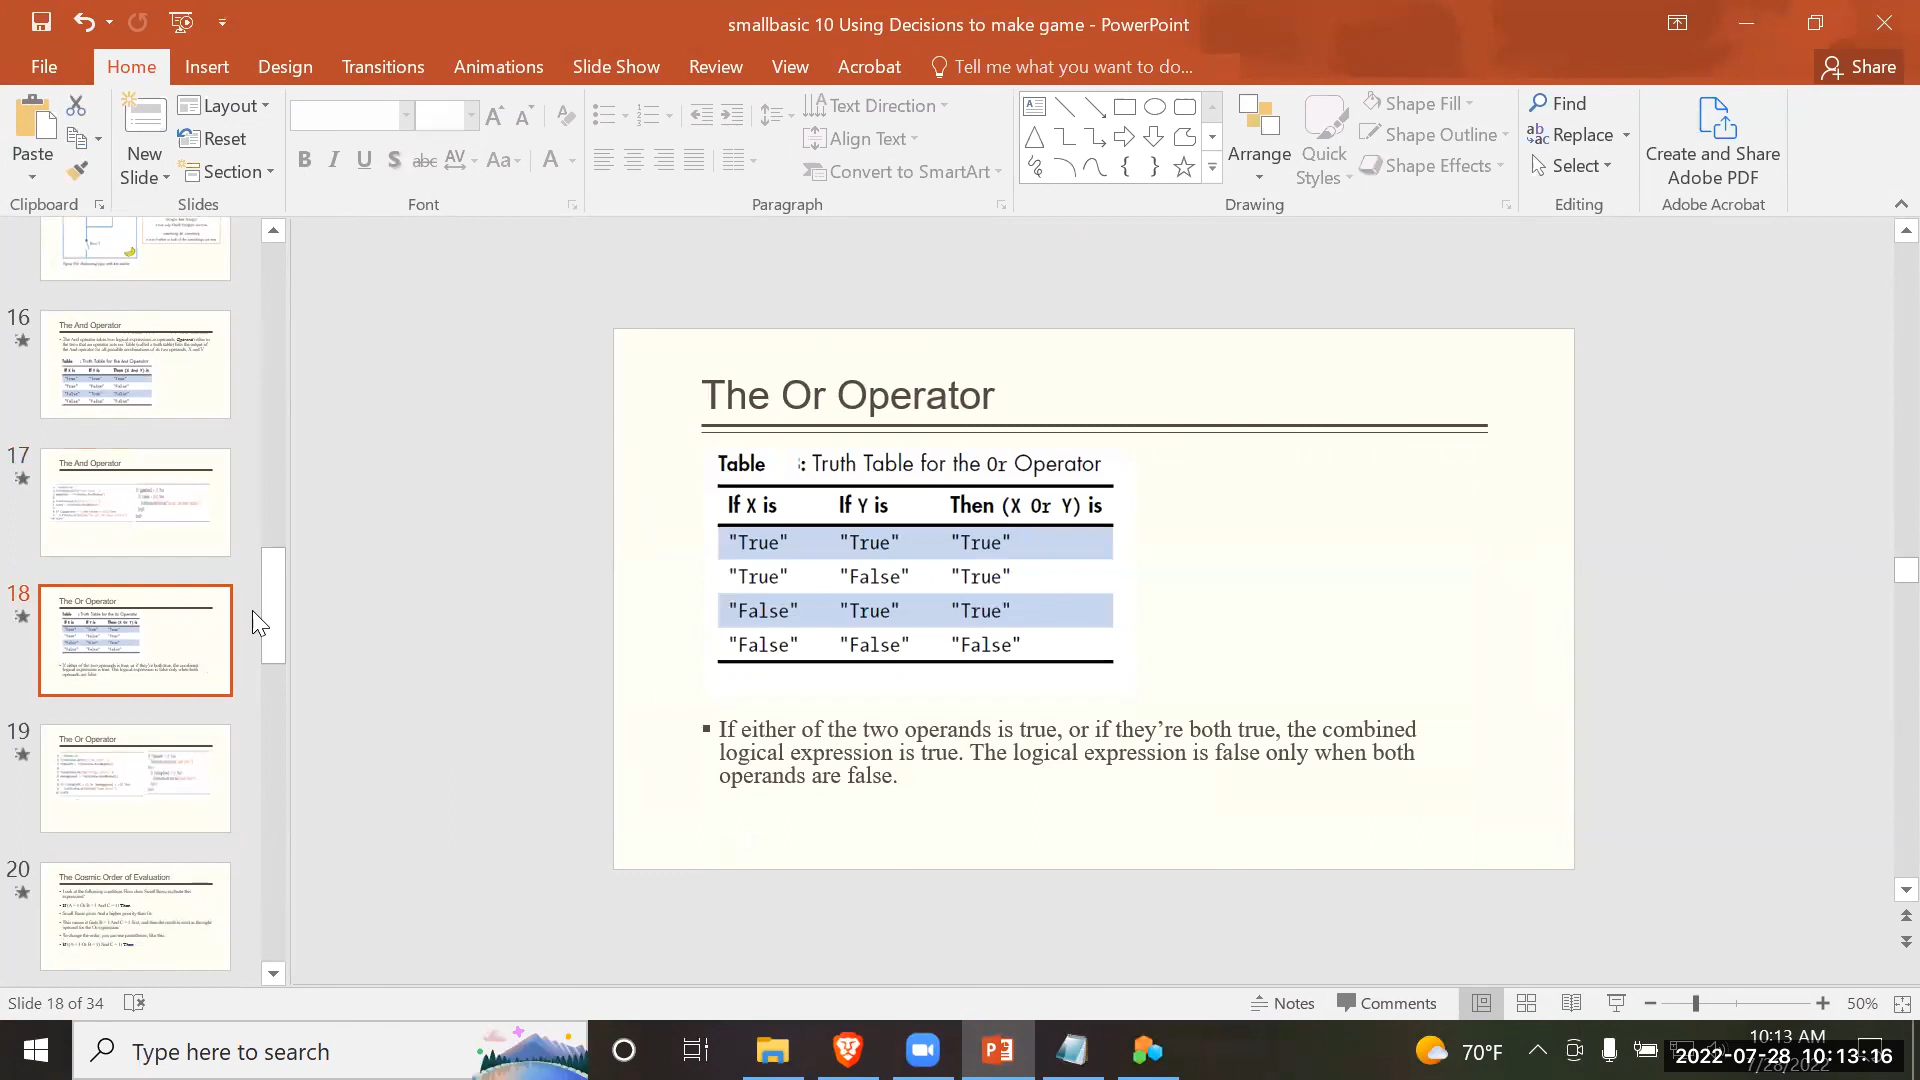 smallbasic 10 Using Decisions to make game - PowerPoint
File Home Insert Design Transitions Animations Slide Show Review View Acrobat Tell me what you want to do... Share
Paste
Clipboard
New Slide
Layout
Reset
Section
Slides
B I U S abc AV Aa A
Font
Text Direction
Align Text
Convert to SmartArt
Paragraph
Arrange
Quick Styles
Shape Fill
Shape Outline
Shape Effects
Drawing
Find
Replace
Select
Editing
Create and Share Adobe PDF
Adobe Acrobat
16
The And Operator
17
The And Operator
18
The Or Operator
19
The Or Operator
20
The Cosmic Order of Evaluation
The Or Operator
Table : Truth Table for the Or Operator
If X is If Y is Then (X Or Y) is
"True" "True" "True"
"True" "False" "True"
"False" "True" "True"
"False" "False" "False"
If either of the two operands is true, or if they're both true, the combined
logical expression is true. The logical expression is false only when both
operands are false.
Slide 18 of 34
Notes Comments 50%
Type here to search
70°F
10:13 AM
7/28/2022
2022-07-28 10:13:16